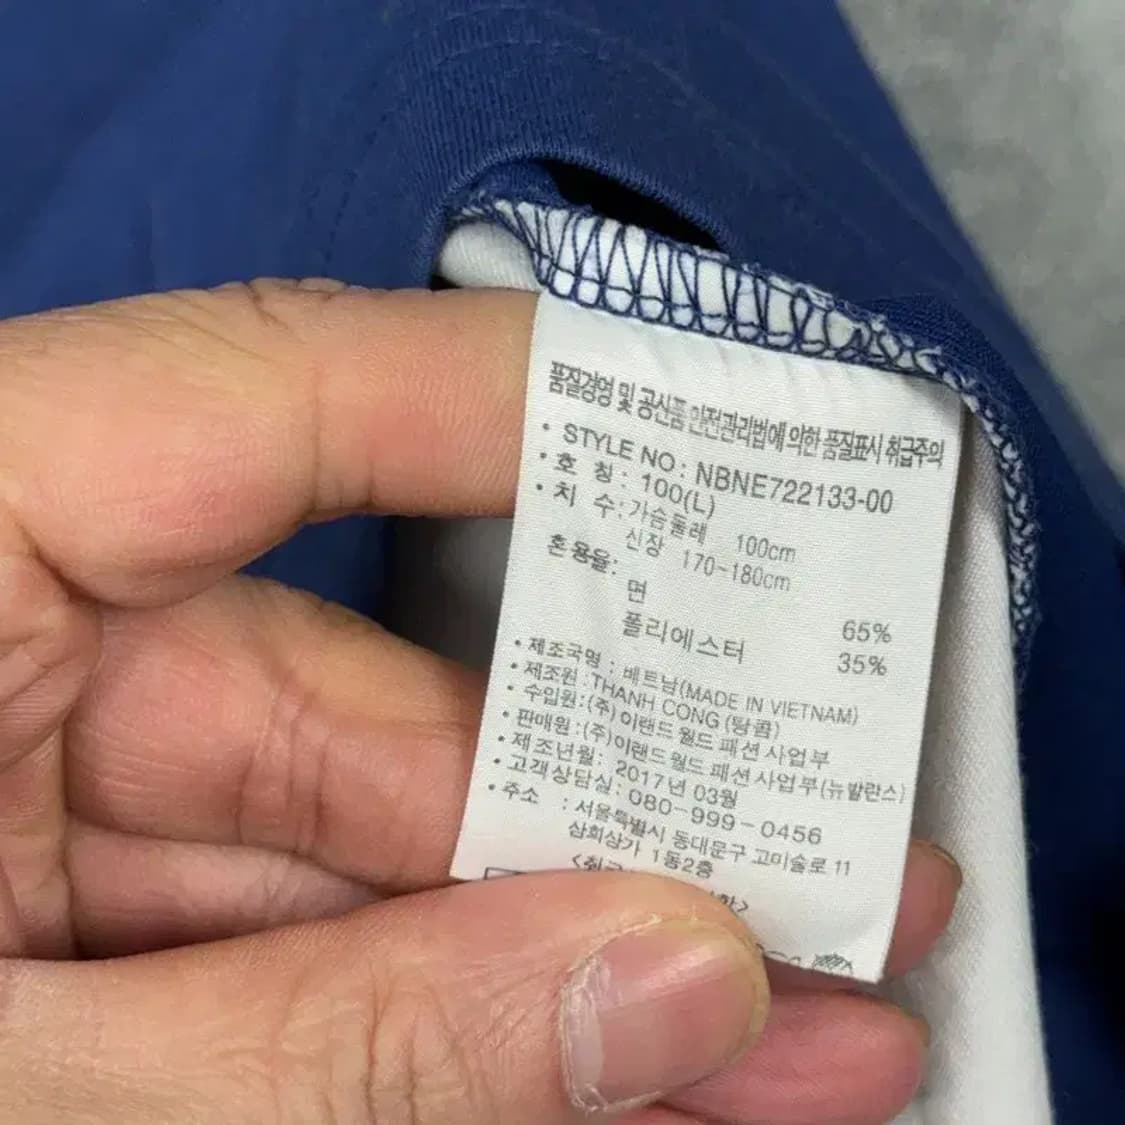 품질경영 및 공산품 안전관리법에 의한 품질표시 취급주의
• STYLE NO : NBNE722133-00
• 호 칭 : 100(L)
• 치 수 : 가슴둘레 100cm
신장 170-180cm
혼용율:
면 65%
폴리에스터 35%
• 제조국명 : 베트남(MADE IN VIETNAM)
• 제조원 : THANH CONG (탕콤)
• 수입원 : (주)이랜드월드 패션사업부
• 판매원 : (주)이랜드월드 패션사업부(뉴발란스)
• 제조년월: 2017년 03월
• 고객상담실: 080-999-0456
• 주소 : 서울특별시 동대문구 고미술로 11
삼희상가 1동2층